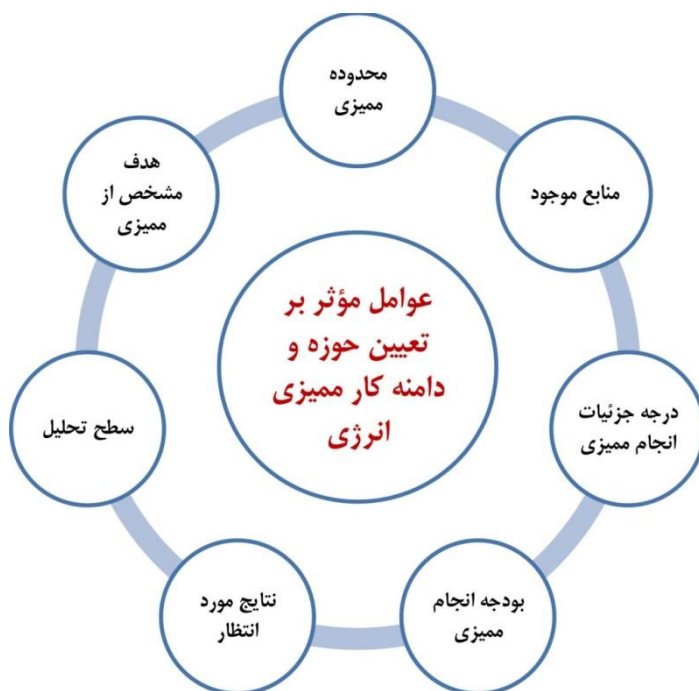 محدوده
ممیزی
منابع موجود
درجه جزئیات
انجام ممیزی
بودجه انجام
ممیزی
نتایج مورد
انتظار
سطح تحلیل
هدف
مشخص از
ممیزی
عوامل مؤثر بر
تعیین حوزه و
دامنه کار ممیزی
انرژی